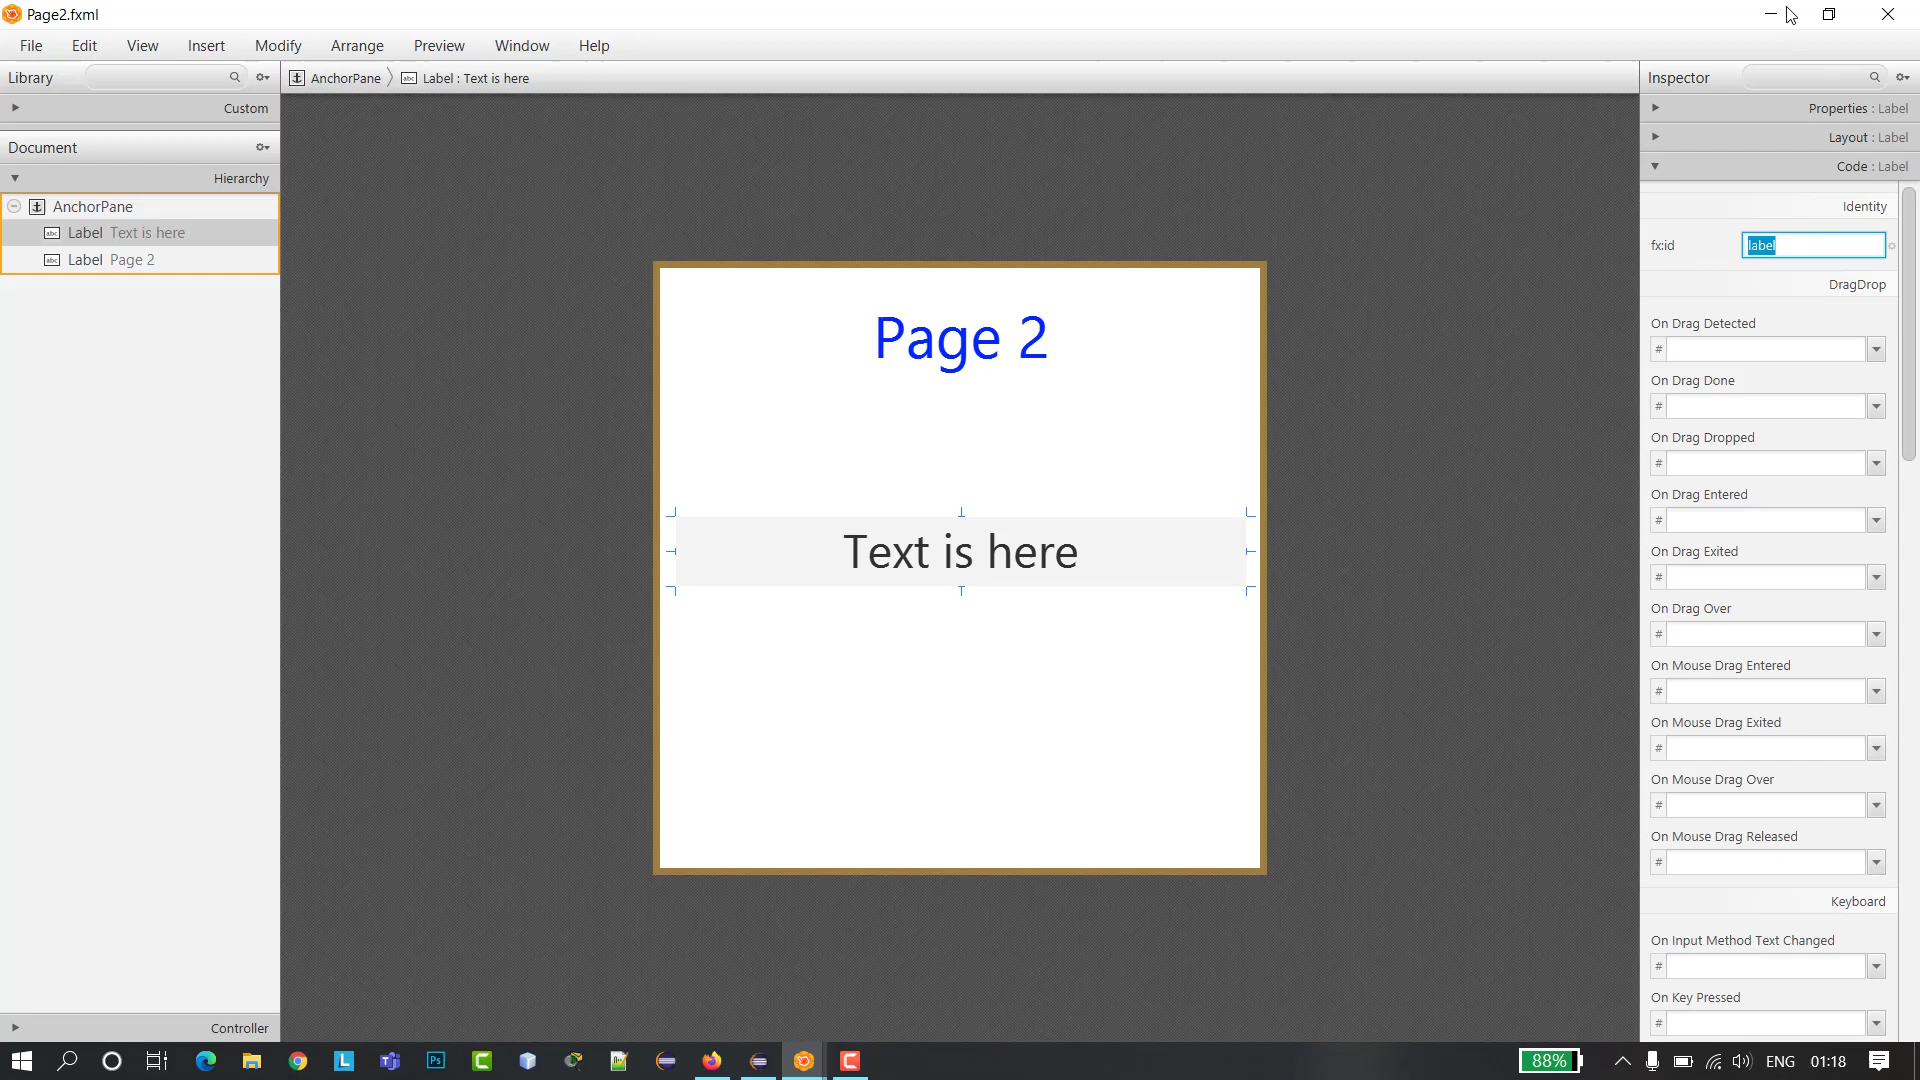 Page2.fxml
File Edit View Insert Modify Arrange Preview Window Help
Library
Custom
Document
Hierarchy
AnchorPane
Label Text is here
Label Page 2
Controller
AnchorPane Label : Text is here
Page 2
Text is here
Inspector
Properties : Label
Layout : Label
Code : Label
Identity
fx:id label
DragDrop
On Drag Detected
#
On Drag Done
#
On Drag Dropped
#
On Drag Entered
#
On Drag Exited
#
On Drag Over
#
On Mouse Drag Entered
#
On Mouse Drag Exited
#
On Mouse Drag Over
#
On Mouse Drag Released
#
Keyboard
On Input Method Text Changed
#
On Key Pressed
#
88% ENG 01:18